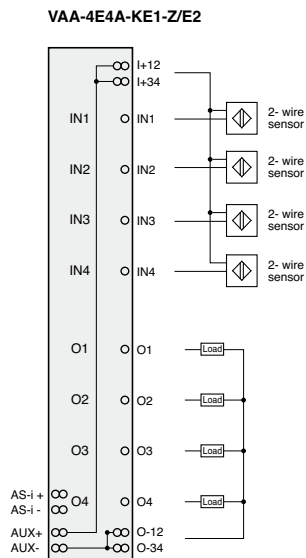 VAA-4E4A-KE1-Z/E2
I+12
I+34
IN1 IN1 2- wire
sensor
IN2 IN2 2- wire
sensor
IN3 IN3 2- wire
sensor
IN4 IN4 2- wire
sensor
O1 O1 Load
O2 O2 Load
O3 O3 Load
AS-i +
O4 O4 Load
AS-i -
AUX+ O-12
AUX- O-34